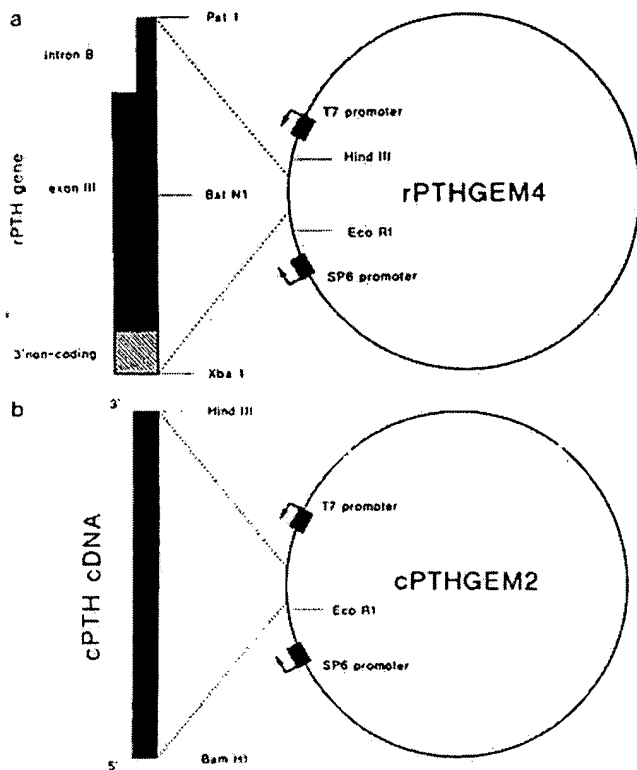 a
Pst 1
intron B
T7 promoter
Hind III
rPTH gene
exon III
Bst N1
rPTHGEM4
Eco R1
SP6 promoter
3'non-coding
Xba 1
b
3'
Hind III
T7 promoter
cPTH cDNA
cPTHGEM2
Eco R1
SP6 promoter
5'
Bam H1